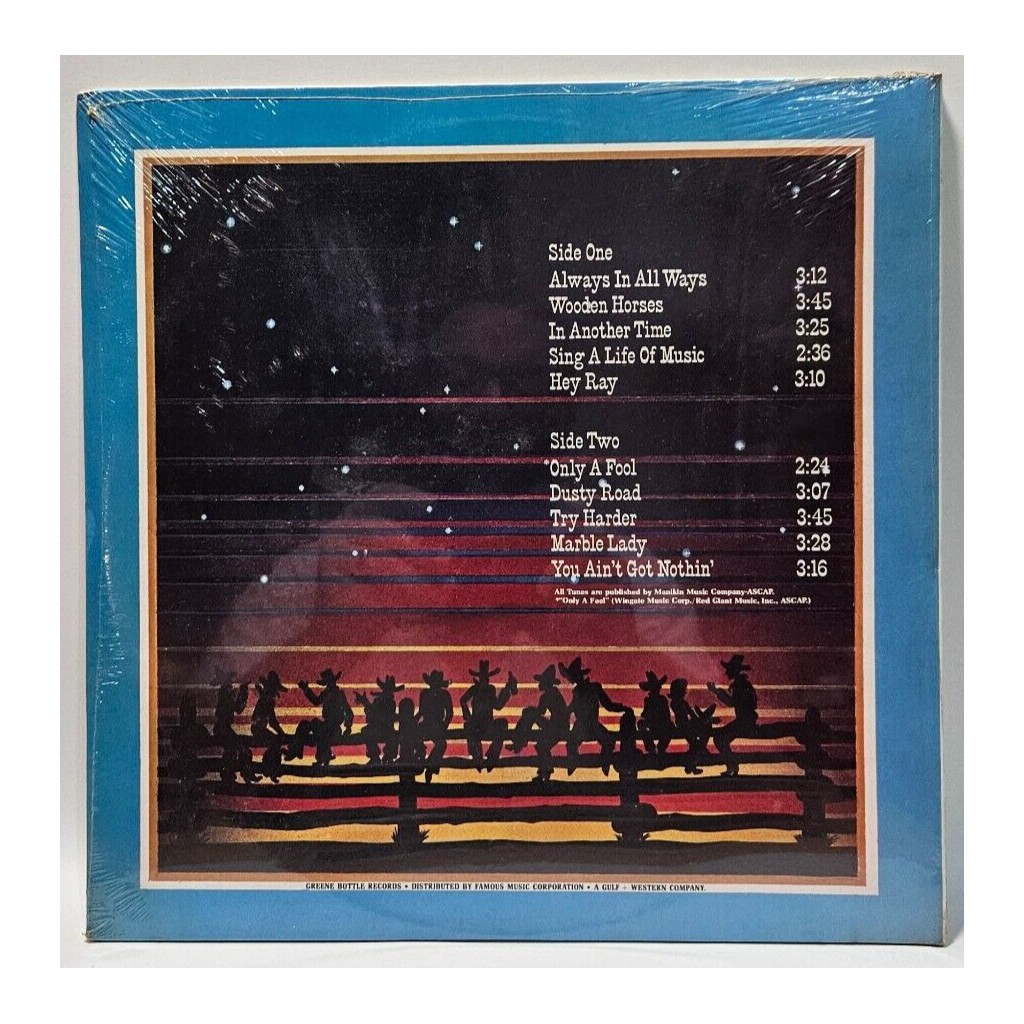 Side One
Always In All Ways 3:12
Wooden Horses 3:45
In Another Time 3:25
Sing A Life Of Music 2:36
Hey Ray 3:10
Side Two
*Only A Fool 2:24
Dusty Road 3:07
Try Harder 3:45
Marble Lady 3:28
You Ain't Got Nothin' 3:16
All Tunes are published by Manikin Music Company-ASCAP.
*"Only A Fool" (Wingate Music Corp./Red Giant Music, Inc., ASCAP.)
GREENE BOTTLE RECORDS • DISTRIBUTED BY FAMOUS MUSIC CORPORATION • A GULF + WESTERN COMPANY.